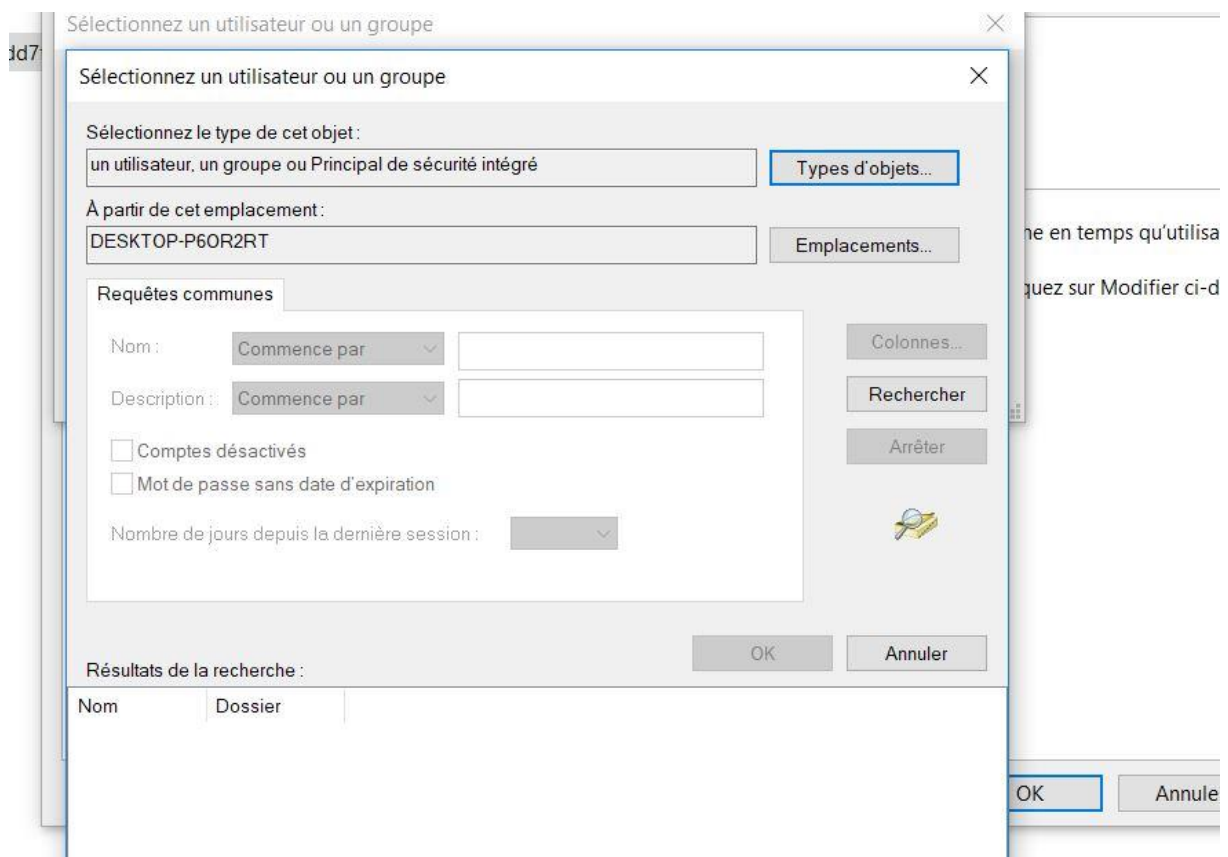 Sélectionnez un utilisateur ou un groupe
dd7
Sélectionnez un utilisateur ou un groupe
Sélectionnez le type de cet objet :
un utilisateur, un groupe ou Principal de sécurité intégré
Types d'objets...
À partir de cet emplacement :
DESKTOP-P6OR2RT
Emplacements...
Requêtes communes
Nom :
Commence par
Colonnes...
Description :
Commence par
Rechercher
Comptes désactivés
Arrêter
Mot de passe sans date d'expiration
Nombre de jours depuis la dernière session :
OK
Annuler
Résultats de la recherche :
Nom
Dossier
en temps qu'utilisa
quez sur Modifier ci-d
OK
Annule